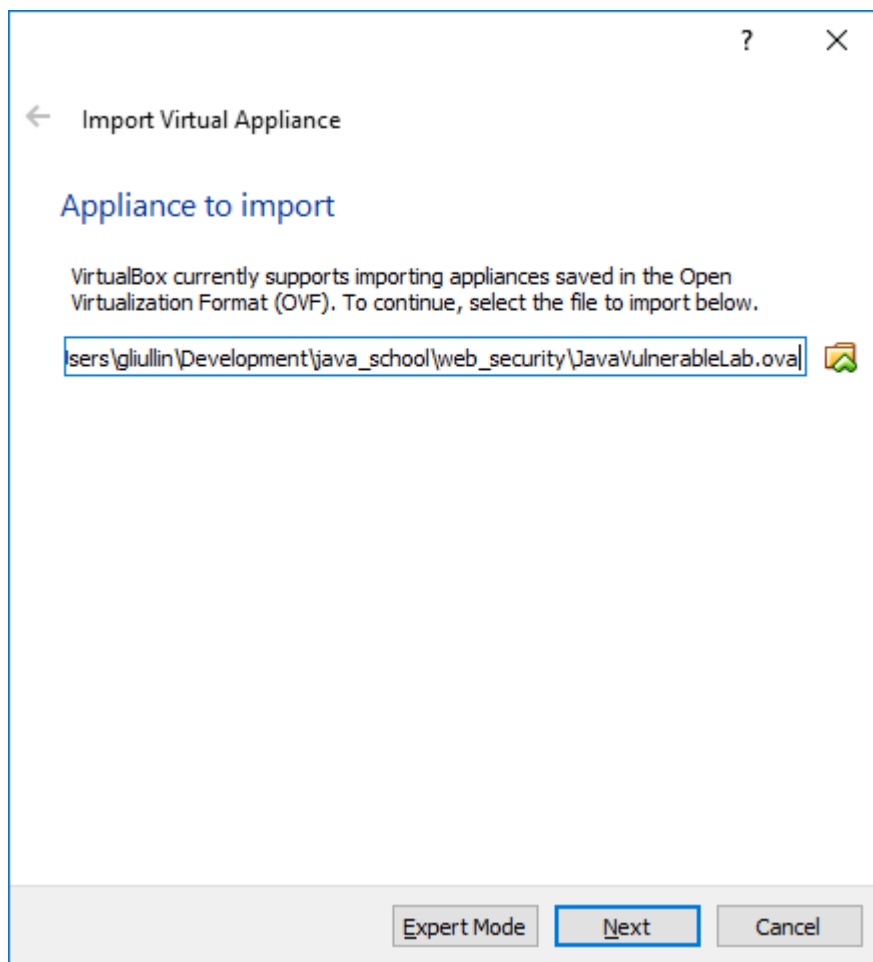 ?
Import Virtual Appliance
Appliance to import
VirtualBox currently supports importing appliances saved in the Open
Virtualization Format (OVF). To continue, select the file to import below.
sers\gliullin\Development\java_school\web_security\JavaVulnerableLab.ova
Expert Mode Next Cancel